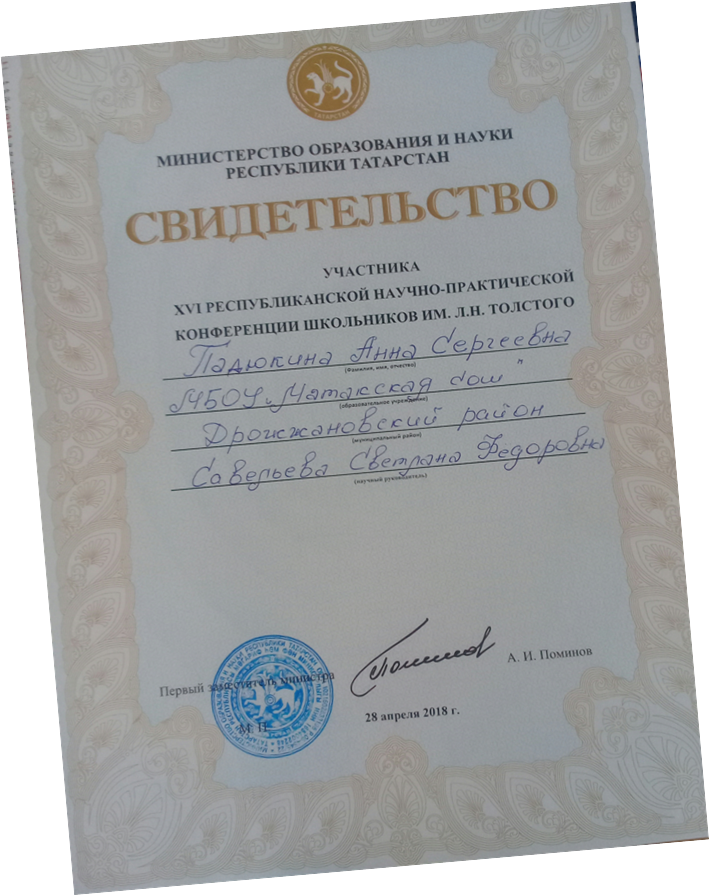 ТАТАРСТАН
МИНИСТЕРСТВО ОБРАЗОВАНИЯ И НАУКИ
РЕСПУБЛИКИ ТАТАРСТАН
СВИДЕТЕЛЬСТВО
УЧАСТНИКА
XVI РЕСПУБЛИКАНСКОЙ НАУЧНО-ПРАКТИЧЕСКОЙ
КОНФЕРЕНЦИИ ШКОЛЬНИКОВ ИМ. Л.Н. ТОЛСТОГО
Падюкина Анна Сергеевна
(Фамилия, имя, отчество)
МБОУ „Матакская сош"
(образовательное учреждение)
Дрожжановский район
(муниципальный район)
Савельева Светлана Федоровна
(научный руководитель)
Первый заместитель министра
А. И. Поминов
М. П.
28 апреля 2018 г.